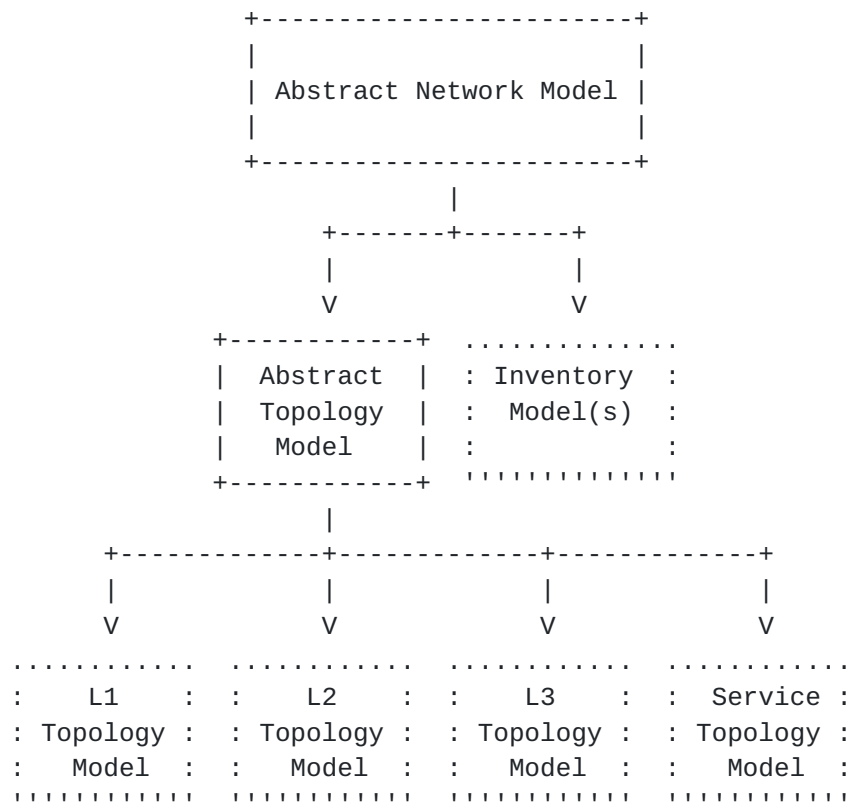 Abstract Network Model
Abstract Inventory
Topology Model(s)
Model
L1 L2 L3 Service
Topology Topology Topology Topology
Model Model Model Model